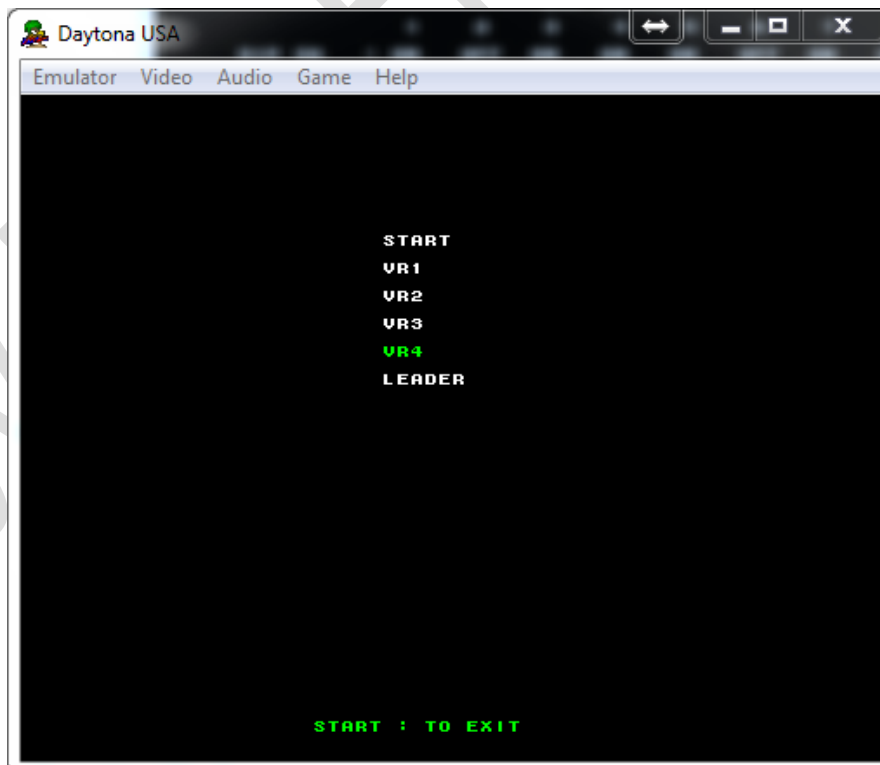 Daytona USA
Emulator Video Audio Game Help
START
VR1
VR2
VR3
VR4
LEADER
START : TO EXIT